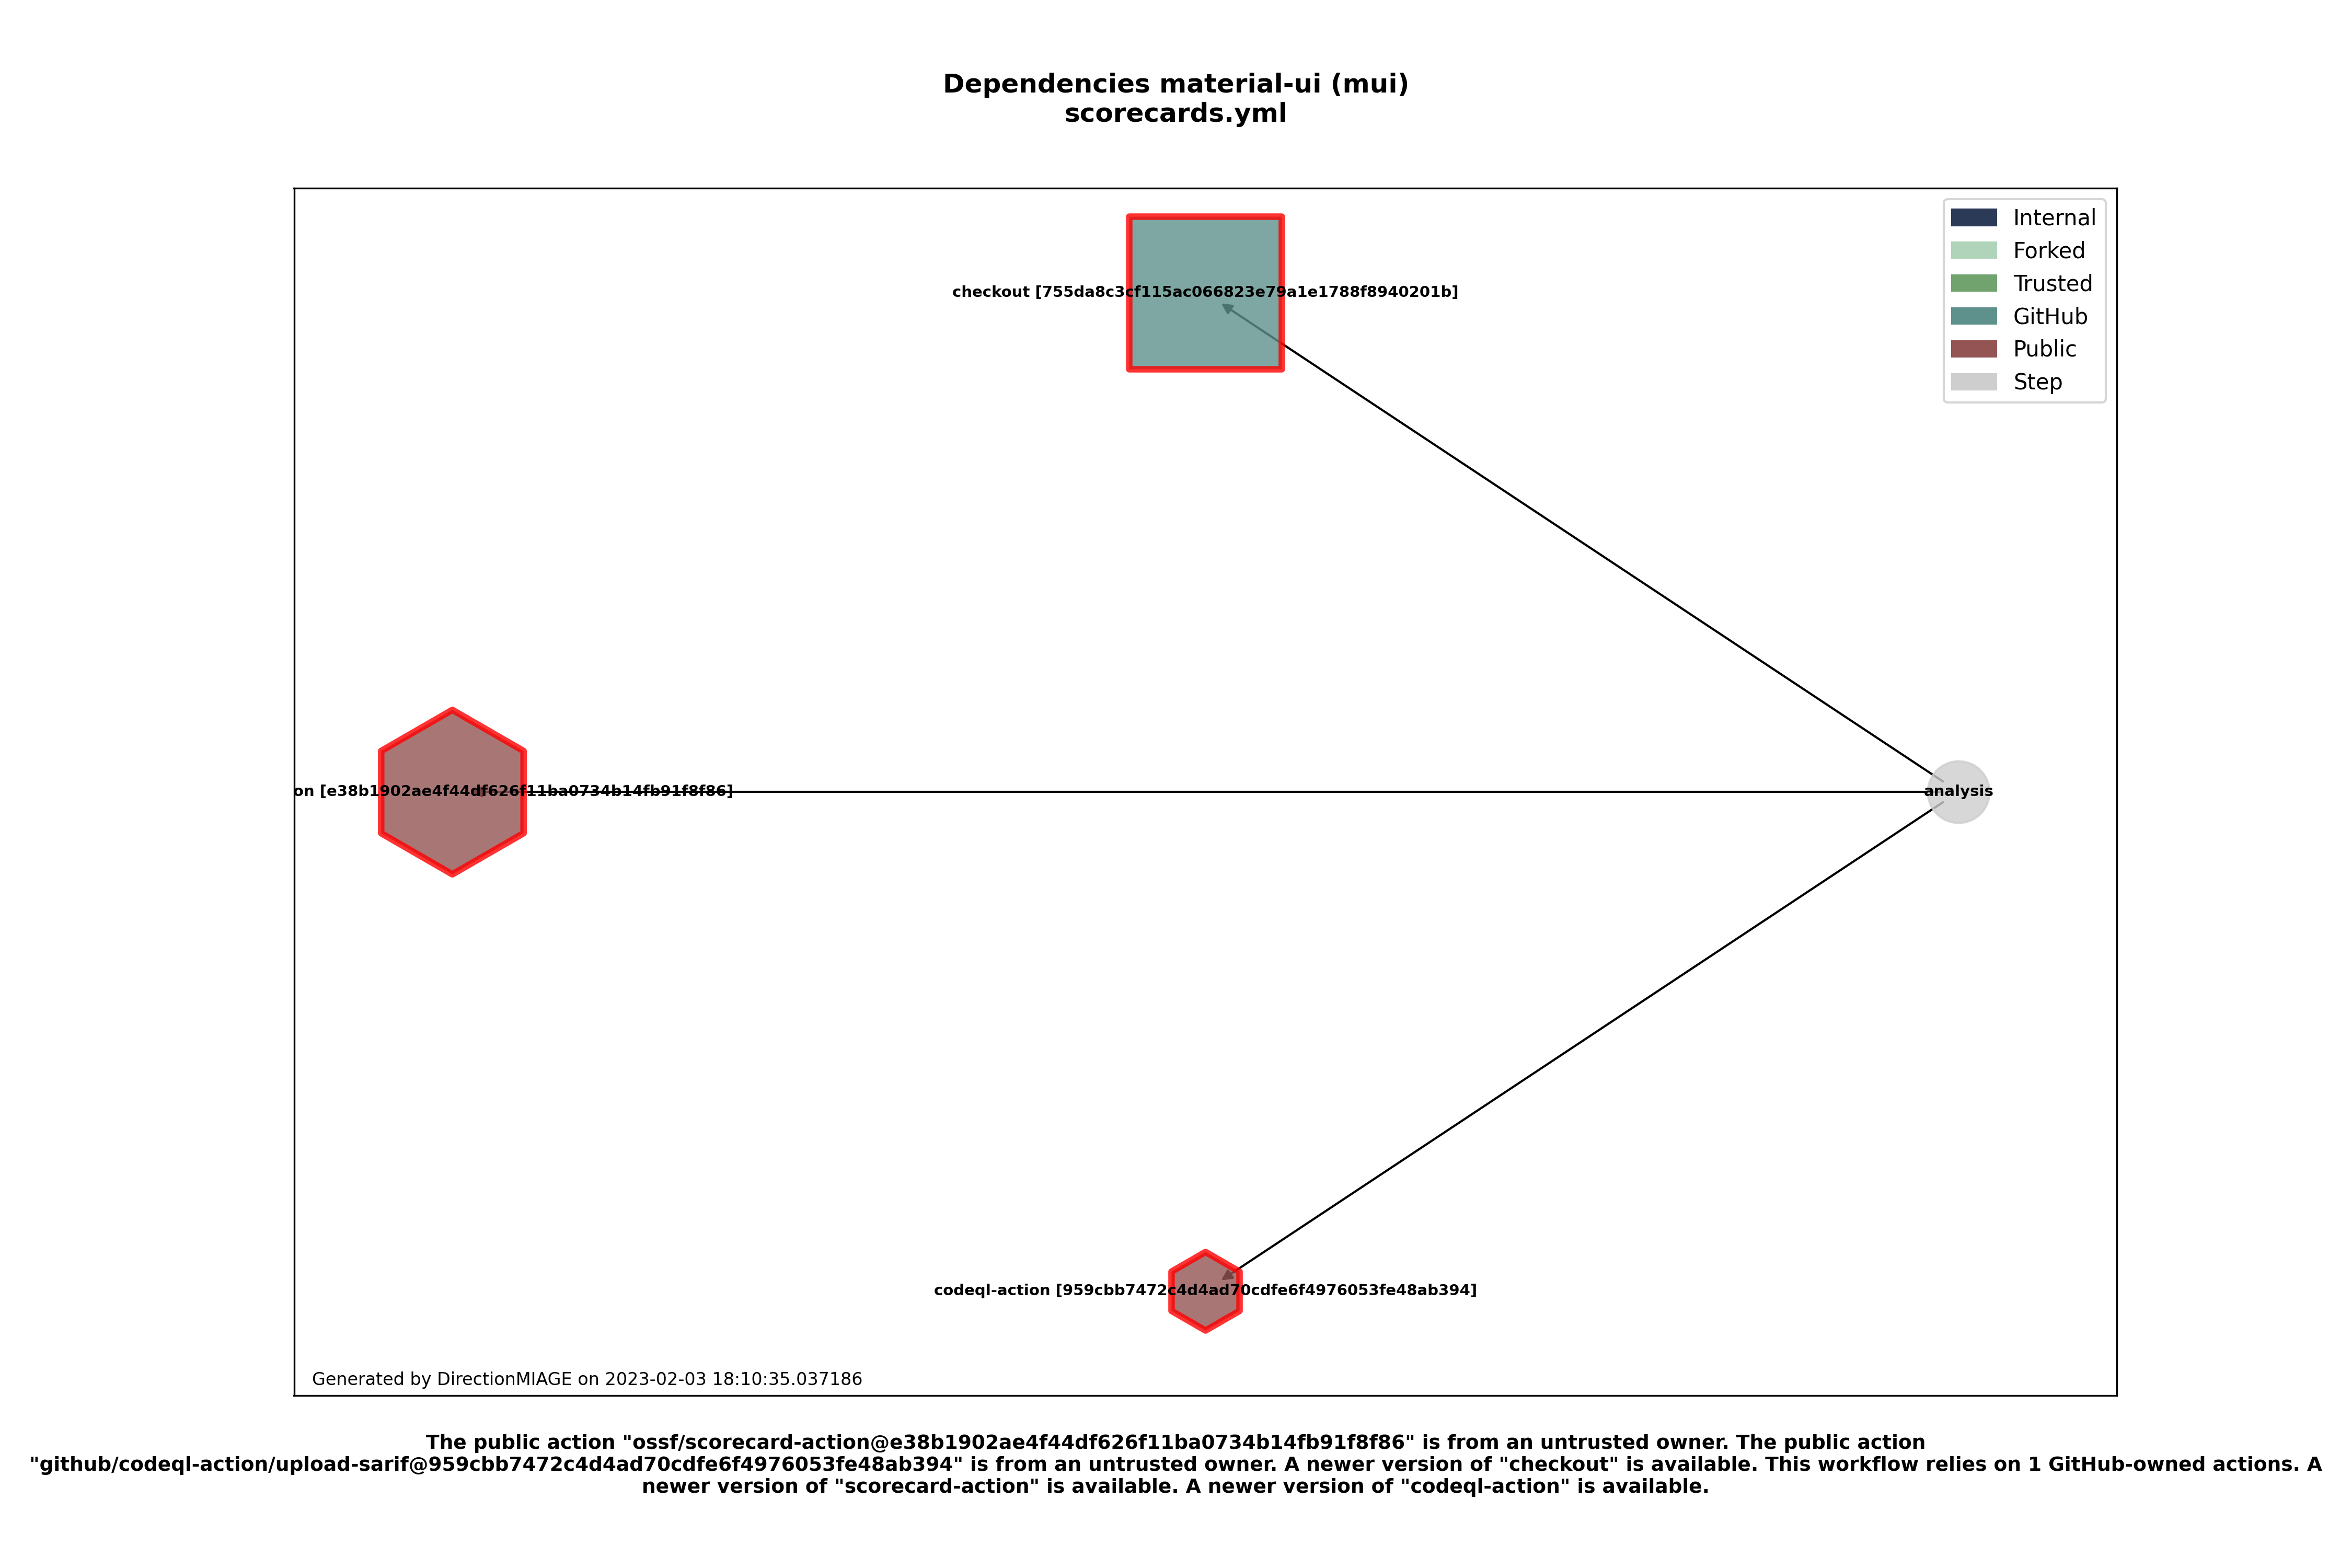 Dependencies material-ui (mui)
scorecards.yml
Internal
Forked
Trusted
GitHub
Public
Step
checkout [755da8c3cf115ac066823e79a1e1788f8940201b]
on [e38b1902ae4f44df626f11ba0734b14fb91f8f86]
analysis
codeql-action [959cbb7472c4d4ad70cdfe6f4976053fe48ab394]
Generated by DirectionMIAGE on 2023-02-03 18:10:35.037186
The public action "ossf/scorecard-action@e38b1902ae4f44df626f11ba0734b14fb91f8f86" is from an untrusted owner. The public action
"github/codeql-action/upload-sarif@959cbb7472c4d4ad70cdfe6f4976053fe48ab394" is from an untrusted owner. A newer version of "checkout" is available. This workflow relies on 1 GitHub-owned actions. A
newer version of "scorecard-action" is available. A newer version of "codeql-action" is available.